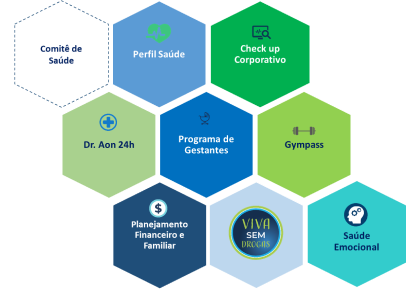 Comitê de
Saúde
Perfil Saúde
Check up
Corporativo
Dr. Aon 24h
Programa de
Gestantes
Gympass
$
Planejamento
Financeiro e
Familiar
VIVA
SEM
DROGAS
Saúde
Emocional